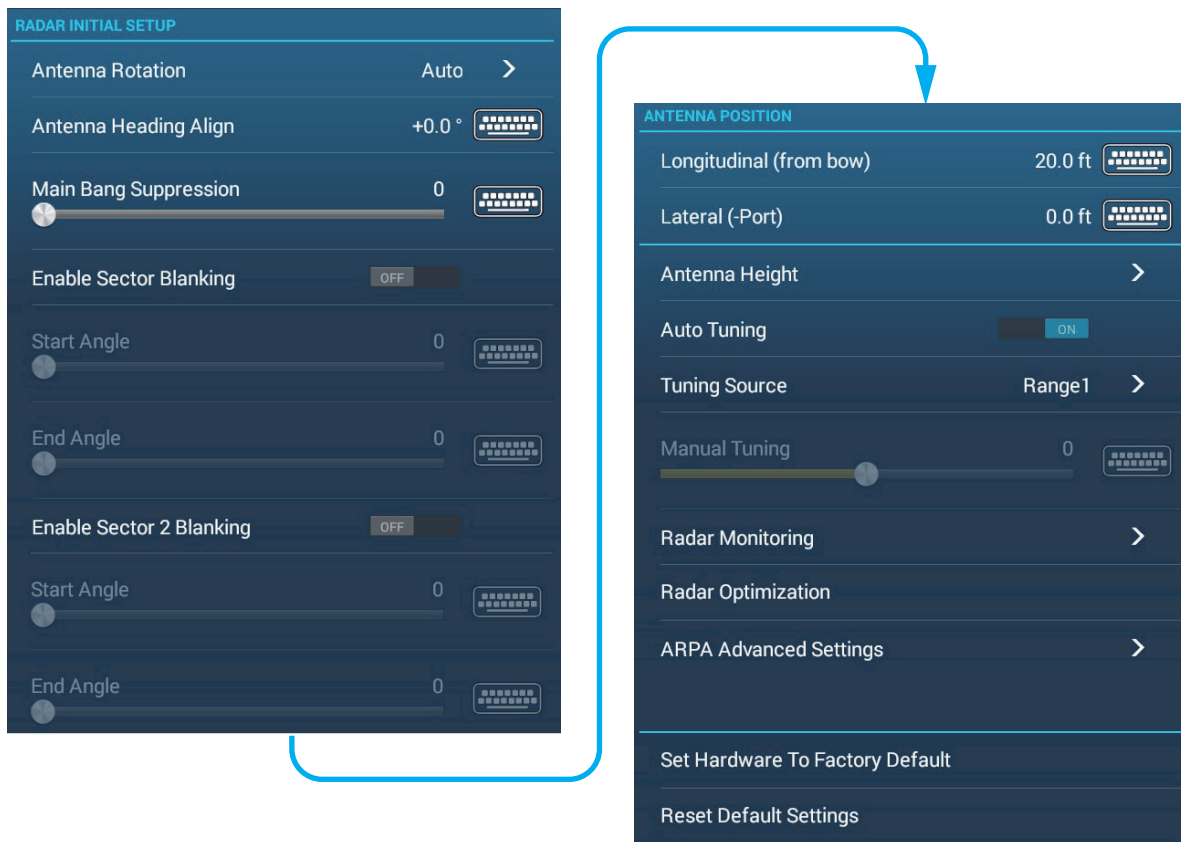 RADAR INITIAL SETUP
Antenna Rotation Auto
Antenna Heading Align +0.0 °
Main Bang Suppression 0
Enable Sector Blanking OFF
Start Angle 0
End Angle 0
Enable Sector 2 Blanking OFF
Start Angle 0
End Angle 0
ANTENNA POSITION
Longitudinal (from bow) 20.0 ft
Lateral (-Port) 0.0 ft
Antenna Height
Auto Tuning ON
Tuning Source Range1
Manual Tuning 0
Radar Monitoring
Radar Optimization
ARPA Advanced Settings
Set Hardware To Factory Default
Reset Default Settings